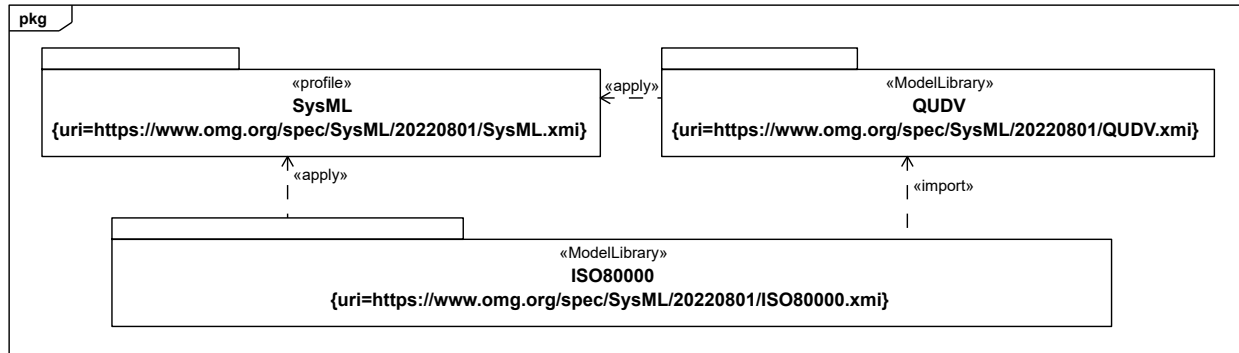 pkg
«profile»
SysML
{uri=https://www.omg.org/spec/SysML/20220801/SysML.xmi}
«apply»
«ModelLibrary»
QUDV
{uri=https://www.omg.org/spec/SysML/20220801/QUDV.xmi}
«apply»
«import»
«ModelLibrary»
ISO80000
{uri=https://www.omg.org/spec/SysML/20220801/ISO80000.xmi}